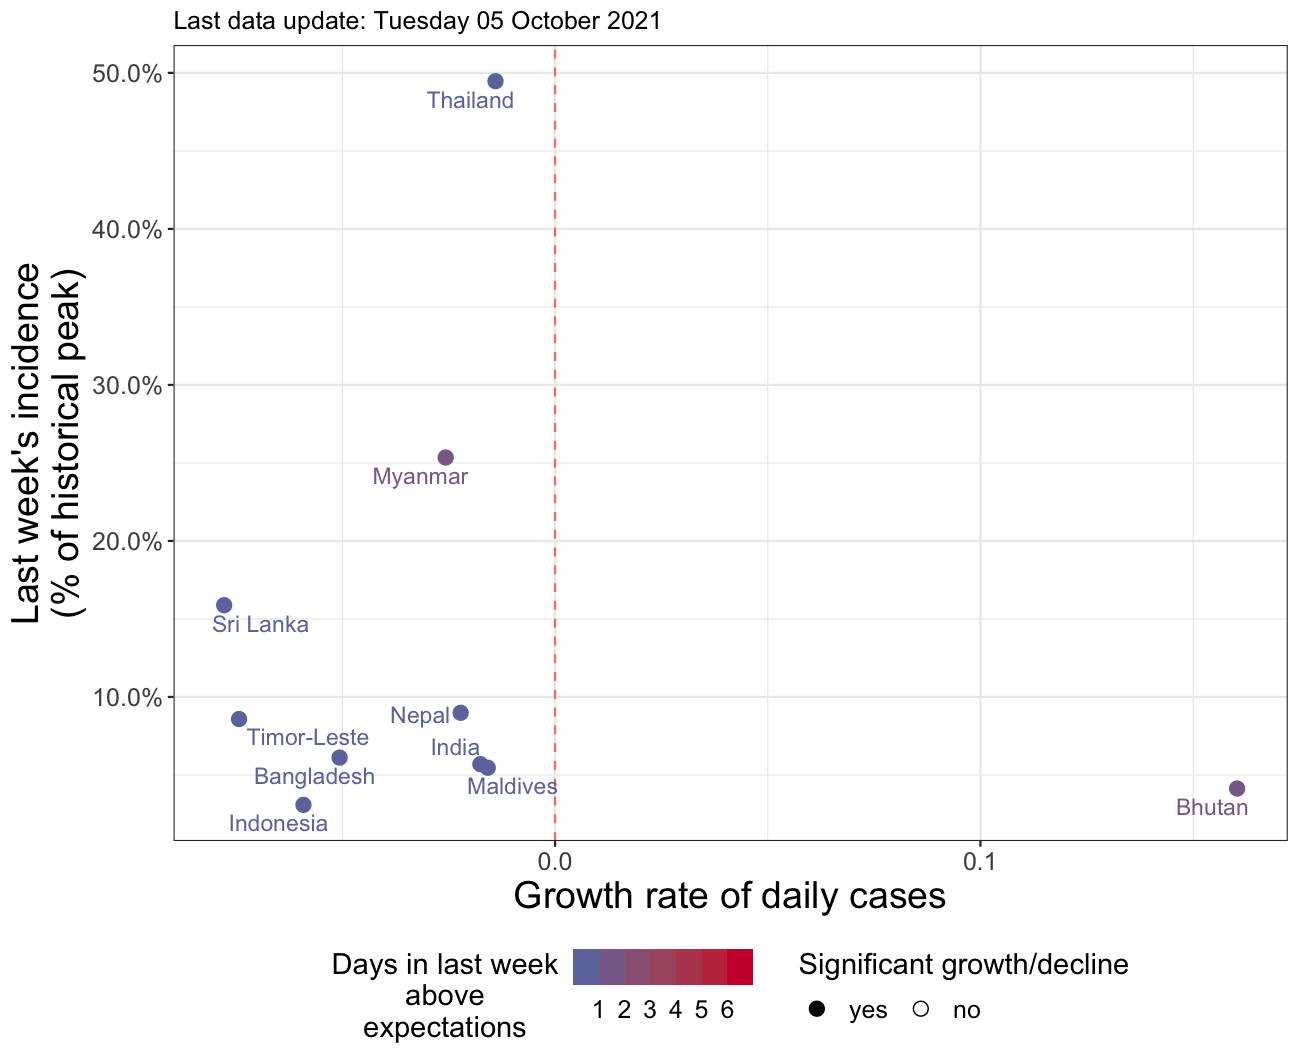 Last data update: Tuesday 05 October 2021
Last week's incidence
(% of historical peak)
50.0%
40.0%
30.0%
20.0%
10.0%
Thailand
Myanmar
Sri Lanka
Nepal
Timor-Leste
India
Bangladesh
Maldives
Bhutan
Indonesia
0.0
0.1
Growth rate of daily cases
Days in last week
above
expectations
1 2 3 4 5 6
Significant growth/decline
yes no